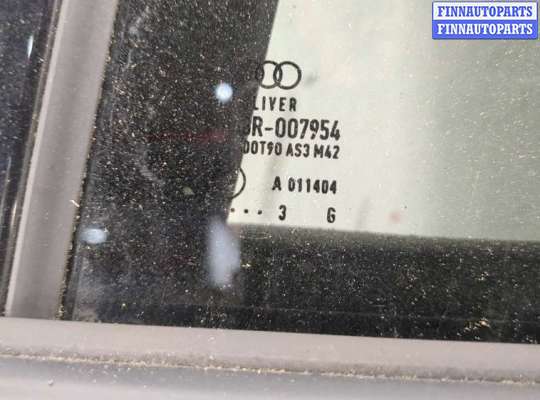 FINNAUTOPARTS
FINNAUTOPARTS
LIVER
R-007954
DOT90 AS3 M42
A 011404
... 3 G